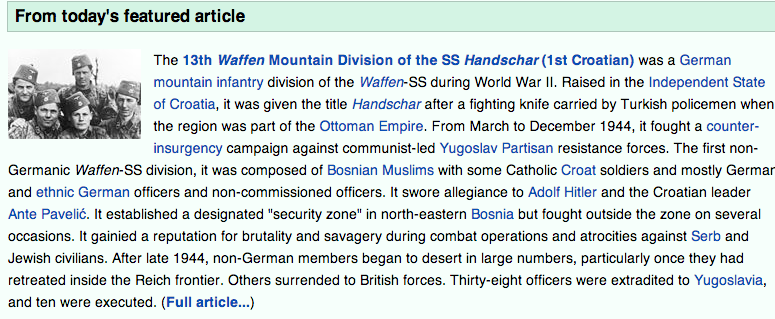 From today's featured article
The 13th Waffen Mountain Division of the SS Handschar (1st Croatian) was a German
mountain infantry division of the Waffen-SS during World War II. Raised in the Independent State
of Croatia, it was given the title Handschar after a fighting knife carried by Turkish policemen when
the region was part of the Ottoman Empire. From March to December 1944, it fought a counter-
insurgency campaign against communist-led Yugoslav Partisan resistance forces. The first non-
Germanic Waffen-SS division, it was composed of Bosnian Muslims with some Catholic Croat soldiers and mostly German
and ethnic German officers and non-commissioned officers. It swore allegiance to Adolf Hitler and the Croatian leader
Ante Pavelić. It established a designated "security zone" in north-eastern Bosnia but fought outside the zone on several
occasions. It gainied a reputation for brutality and savagery during combat operations and atrocities against Serb and
Jewish civilians. After late 1944, non-German members began to desert in large numbers, particularly once they had
retreated inside the Reich frontier. Others surrended to British forces. Thirty-eight officers were extradited to Yugoslavia,
and ten were executed. (Full article...)